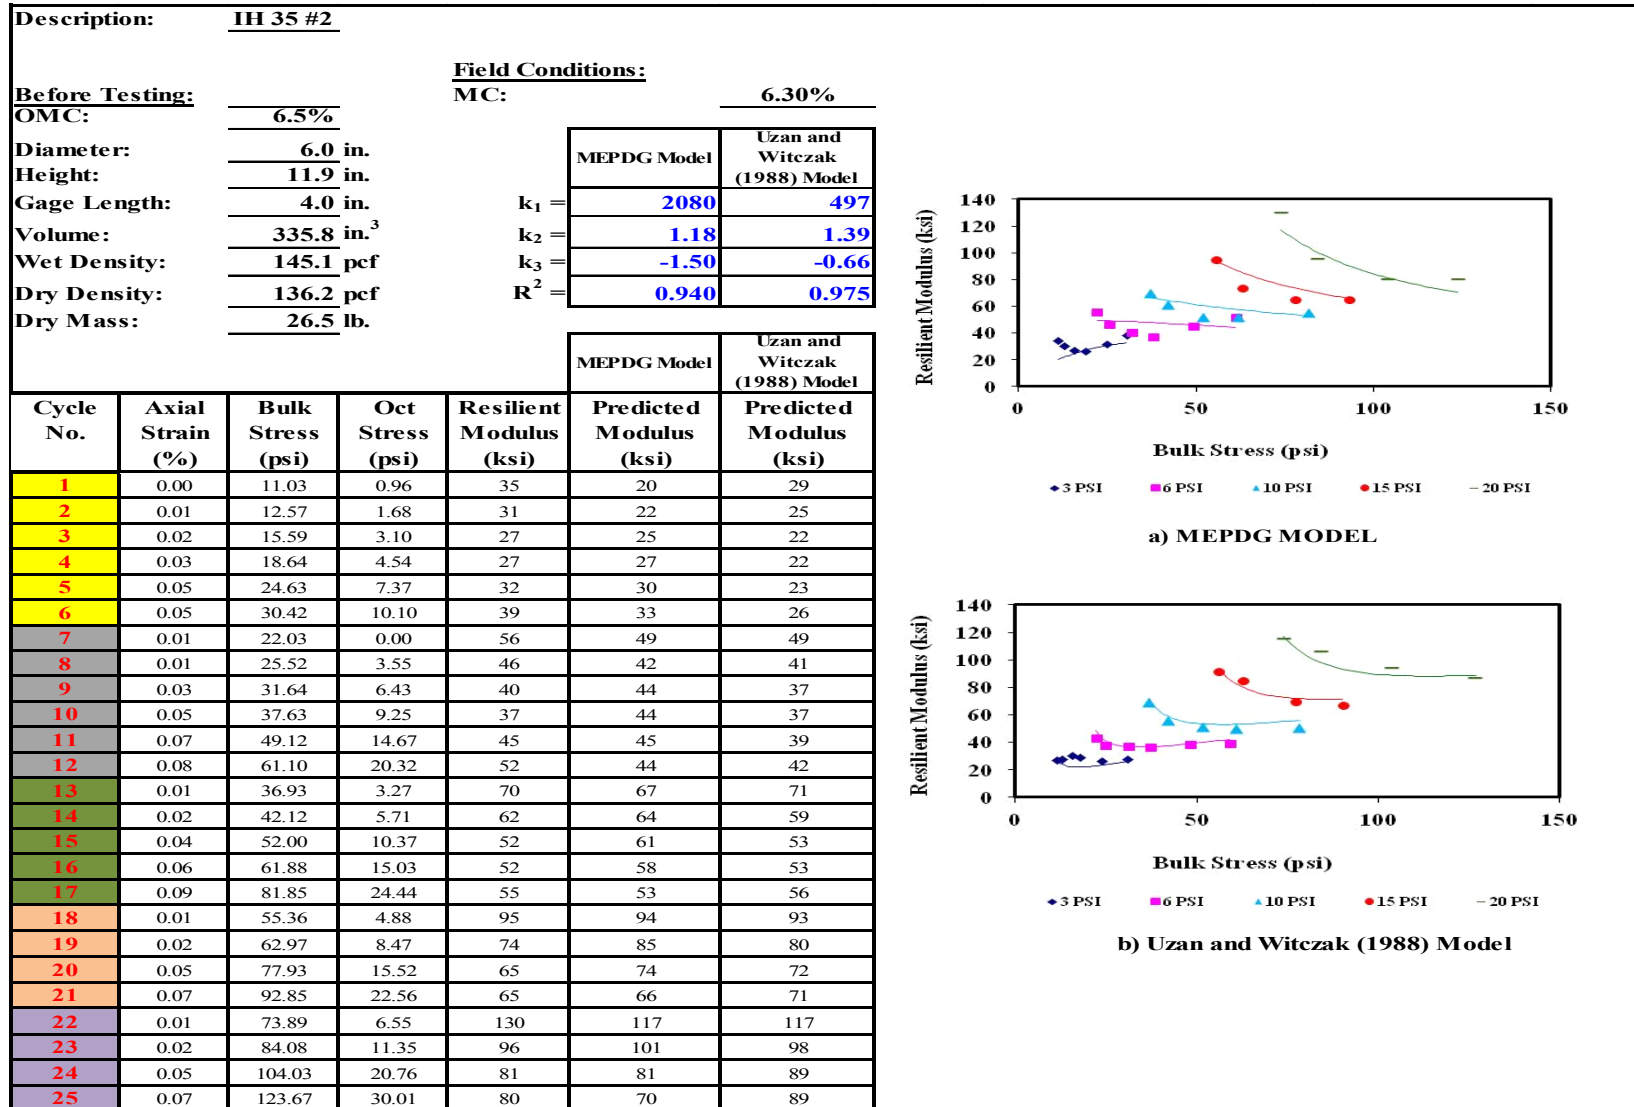 Description: IH 35 #2
Field Conditions:
Before Testing: MC: 6.30%
OMC: 6.5%
Diameter: 6.0 in.
Height: 11.9 in.
Gage Length: 4.0 in.
Volume: 335.8 in.³
Wet Density: 145.1 pcf
Dry Density: 136.2 pcf
Dry Mass: 26.5 lb.
MEPDG Model Uzan and Witczak (1988) Model
k₁ = 2080 497
k₂ = 1.18 1.39
k₃ = -1.50 -0.66
R² = 0.940 0.975
MEPDG Model Uzan and Witczak (1988) Model
Cycle No. Axial Strain (%) Bulk Stress (psi) Oct Stress (psi) Resilient Modulus (ksi) Predicted Modulus (ksi) Predicted Modulus (ksi)
1 0.00 11.03 0.96 35 20 29
2 0.01 12.57 1.68 31 22 25
3 0.02 15.59 3.10 27 25 22
4 0.03 18.64 4.54 27 27 22
5 0.05 24.63 7.37 32 30 23
6 0.05 30.42 10.10 39 33 26
7 0.01 22.03 0.00 56 49 49
8 0.01 25.52 3.55 46 42 41
9 0.03 31.64 6.43 40 44 37
10 0.05 37.63 9.25 37 44 37
11 0.07 49.12 14.67 45 45 39
12 0.08 61.10 20.32 52 44 42
13 0.01 36.93 3.27 70 67 71
14 0.02 42.12 5.71 62 64 59
15 0.04 52.00 10.37 52 61 53
16 0.06 61.88 15.03 52 58 53
17 0.09 81.85 24.44 55 53 56
18 0.01 55.36 4.88 95 94 93
19 0.02 62.97 8.47 74 85 80
20 0.05 77.93 15.52 65 74 72
21 0.07 92.85 22.56 65 66 71
22 0.01 73.89 6.55 130 117 117
23 0.02 84.08 11.35 96 101 98
24 0.05 104.03 20.76 81 81 89
25 0.07 123.67 30.01 80 70 89
Resilient Modulus (ksi)
140
120
100
80
60
40
20
0
0 50 100 150
Bulk Stress (psi)
3 PSI 6 PSI 10 PSI 15 PSI 20 PSI
a) MEPDG MODEL
Resilient Modulus (ksi)
140
120
100
80
60
40
20
0
0 50 100 150
Bulk Stress (psi)
3 PSI 6 PSI 10 PSI 15 PSI 20 PSI
b) Uzan and Witczak (1988) Model